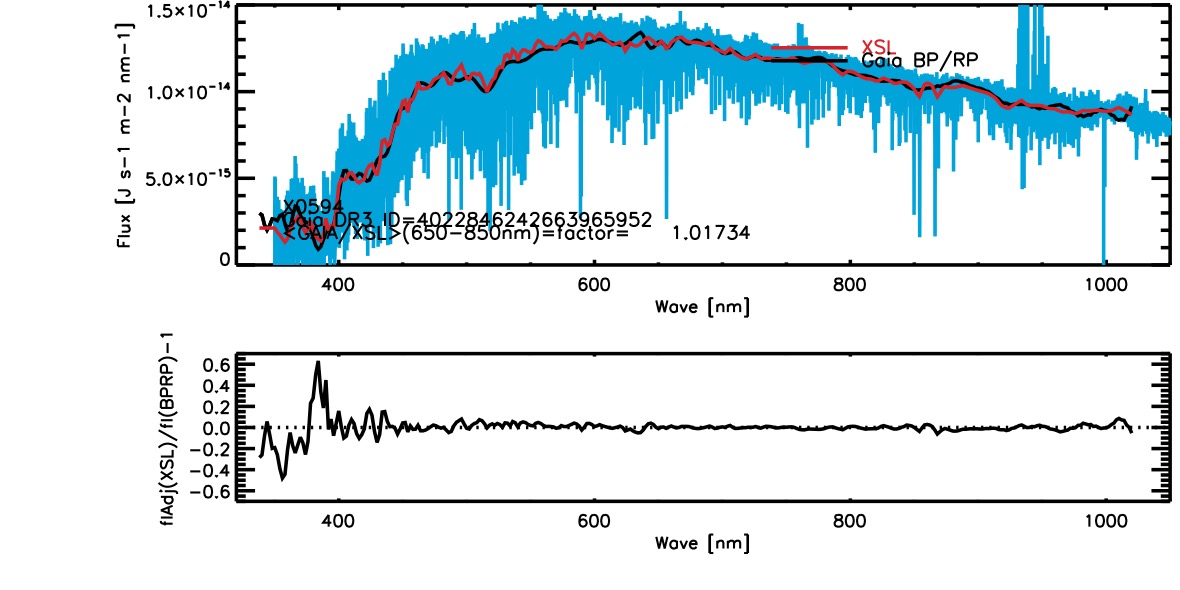 1.5×10−14
XSL
Gaia BP/RP
1.0×10−14
5.0×10−15
X0594
Gaia DR3 ID=4022846242663965952
<GAIA/XSL>(650−850nm)=factor= 1.01734
0
Flux [J s−1 m−2 nm−1]
400 600 800 1000
Wave [nm]
0.6
0.4
0.2
0.0
−0.2
−0.4
−0.6
flAdj(XSL)/fl(BPRP)−1
400 600 800 1000
Wave [nm]